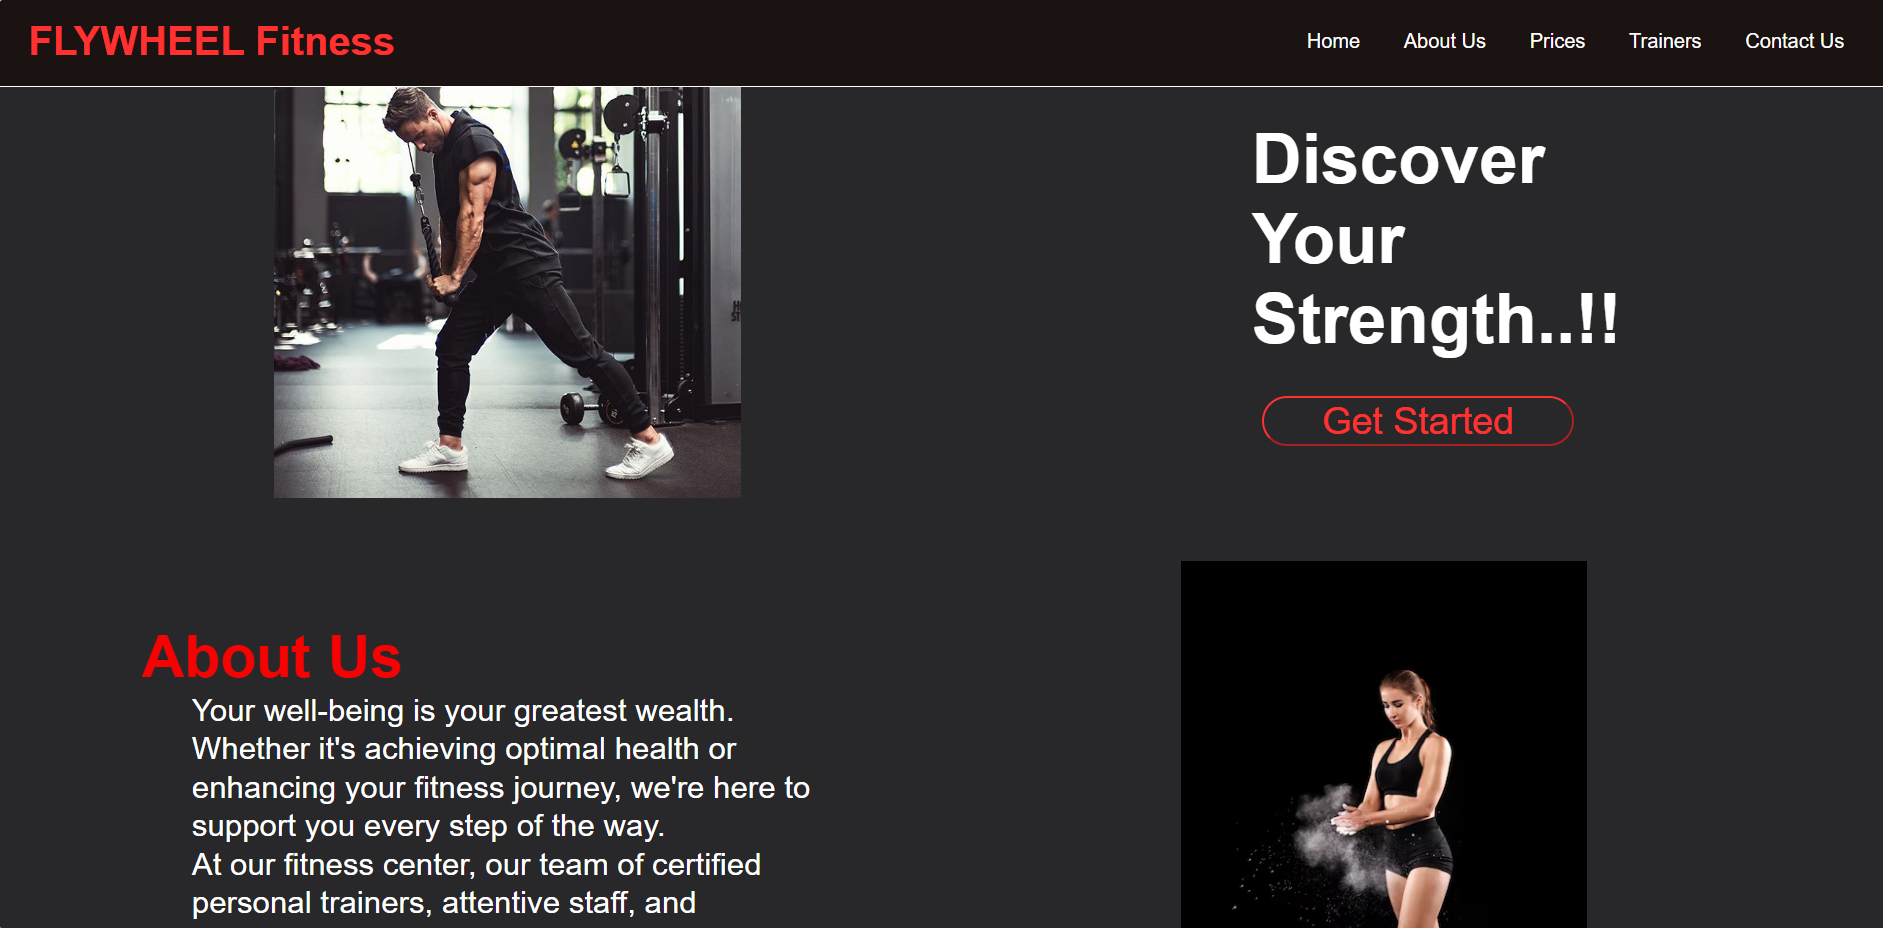 FLYWHEEL Fitness
Home About Us Prices Trainers Contact Us
Discover
Your
Strength..!!
Get Started
About Us
Your well-being is your greatest wealth.
Whether it's achieving optimal health or
enhancing your fitness journey, we're here to
support you every step of the way.
At our fitness center, our team of certified
personal trainers, attentive staff, and